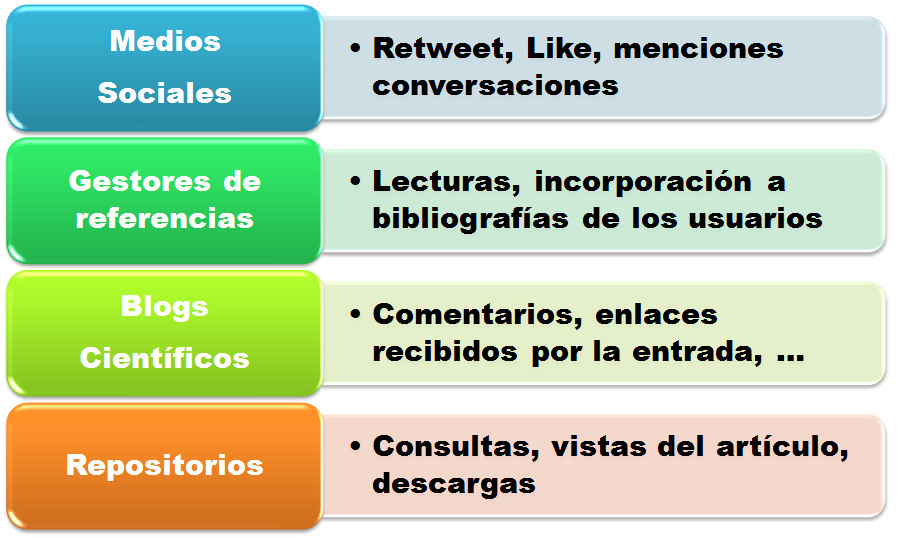 Medios
Sociales
• Retweet, Like, menciones
conversaciones
Gestores de
referencias
• Lecturas, incorporación a
bibliografías de los usuarios
Blogs
Científicos
• Comentarios, enlaces
recibidos por la entrada, ...
Repositorios
• Consultas, vistas del artículo,
descargas